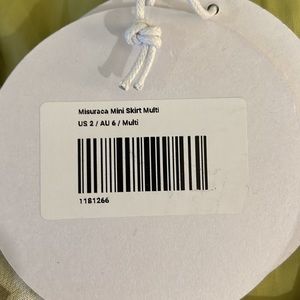 Misuraca Mini Skirt Multi
US 2 / AU 6 / Multi
1181266